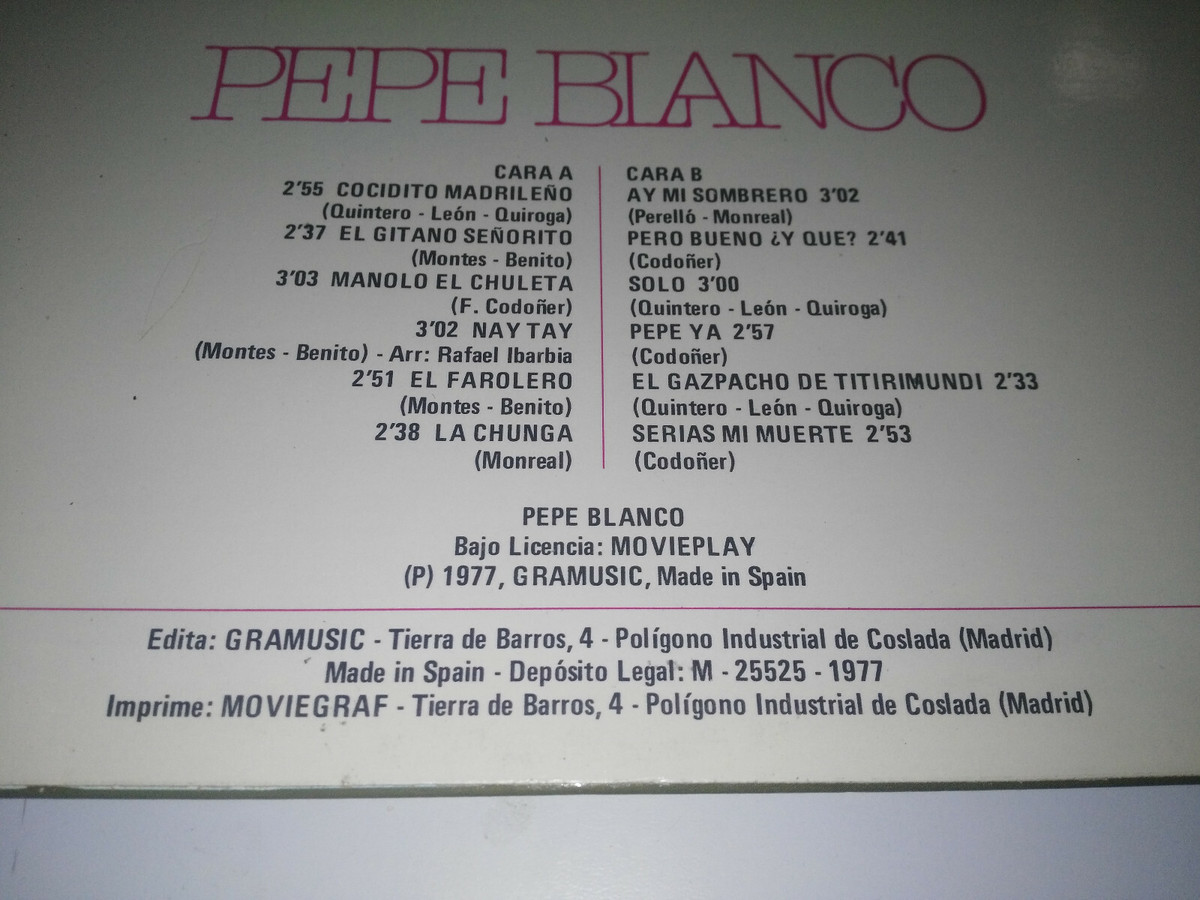 PEPE BLANCO
CARA A
2'55 COCIDITO MADRILEÑO
(Quintero - León - Quiroga)
2'37 EL GITANO SEÑORITO
(Montes - Benito)
3'03 MANOLO EL CHULETA
(F. Codoñer)
3'02 NAY TAY
(Montes - Benito) - Arr: Rafael Ibarbia
2'51 EL FAROLERO
(Montes - Benito)
2'38 LA CHUNGA
(Monreal)
CARA B
AY MI SOMBRERO 3'02
(Perelló - Monreal)
PERO BUENO ¿Y QUE? 2'41
(Codoñer)
SOLO 3'00
(Quintero - León - Quiroga)
PEPE YA 2'57
(Codoñer)
EL GAZPACHO DE TITIRIMUNDI 2'33
(Quintero - León - Quiroga)
SERIAS MI MUERTE 2'53
(Codoñer)
PEPE BLANCO
Bajo Licencia: MOVIEPLAY
(P) 1977, GRAMUSIC, Made in Spain
Edita: GRAMUSIC - Tierra de Barros, 4 - Polígono Industrial de Coslada (Madrid)
Made in Spain - Depósito Legal: M - 25525 - 1977
Imprime: MOVIEGRAF - Tierra de Barros, 4 - Polígono Industrial de Coslada (Madrid)